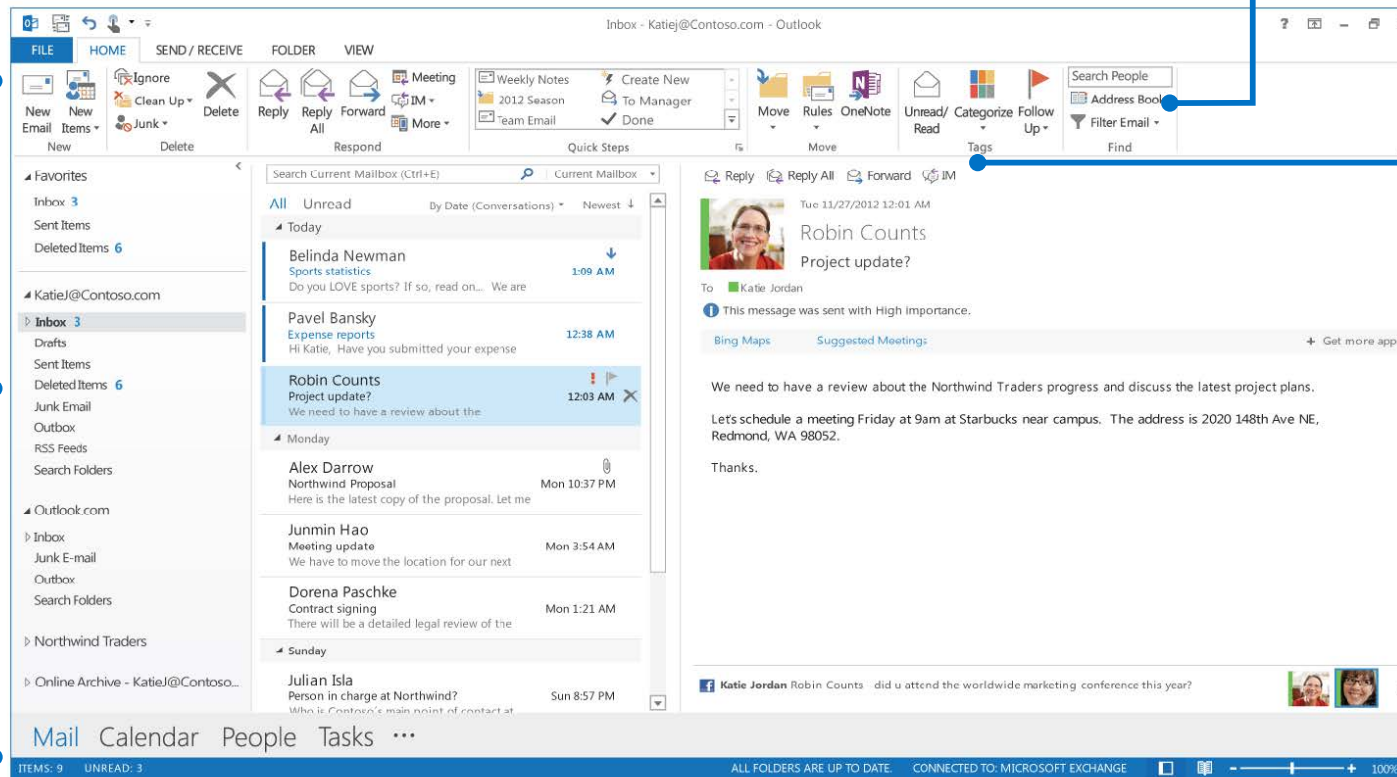 Inbox - Katiej@Contoso.com - Outlook
FILE HOME SEND / RECEIVE FOLDER VIEW
New Email
New Items
New
Ignore
Clean Up
Junk
Delete
Delete
Reply
Reply All
Forward
Meeting
IM
More
Respond
Weekly Notes
2012 Season
Team Email
Create New
To Manager
Done
Quick Steps
Move
Rules
OneNote
Move
Unread/ Read
Categorize
Follow Up
Tags
Search People
Address Book
Filter Email
Find
Favorites
Inbox 3
Sent Items
Deleted Items 6
KatieJ@Contoso.com
Inbox 3
Drafts
Sent Items
Deleted Items 6
Junk Email
Outbox
RSS Feeds
Search Folders
Outlook.com
Inbox
Junk E-mail
Outbox
Search Folders
Northwind Traders
Online Archive - KatieJ@Contoso...
Search Current Mailbox (Ctrl+E) Current Mailbox
All Unread By Date (Conversations) Newest ↓
Today
Belinda Newman
Sports statistics 1:09 AM
Do you LOVE sports? If so, read on... We are
Pavel Bansky
Expense reports 12:38 AM
Hi Katie, Have you submitted your expense
Robin Counts
Project update? 12:03 AM
We need to have a review about the
Monday
Alex Darrow
Northwind Proposal Mon 10:37 PM
Here is the latest copy of the proposal. Let me
Junmin Hao
Meeting update Mon 3:54 AM
We have to move the location for our next
Dorena Paschke
Contract signing Mon 1:21 AM
There will be a detailed legal review of the
Sunday
Julian Isla
Person in charge at Northwind? Sun 8:57 PM
Who is Contoso's main point of contact at
Reply Reply All Forward IM
Tue 11/27/2012 12:01 AM
Robin Counts
Project update?
To Katie Jordan
This message was sent with High importance.
Bing Maps Suggested Meetings + Get more app
We need to have a review about the Northwind Traders progress and discuss the latest project plans.
Let's schedule a meeting Friday at 9am at Starbucks near campus. The address is 2020 148th Ave NE,
Redmond, WA 98052.
Thanks.
Katie Jordan Robin Counts did u attend the worldwide marketing conference this year?
Mail Calendar People Tasks ...
ITEMS: 9 UNREAD: 3 ALL FOLDERS ARE UP TO DATE. CONNECTED TO: MICROSOFT EXCHANGE 100%